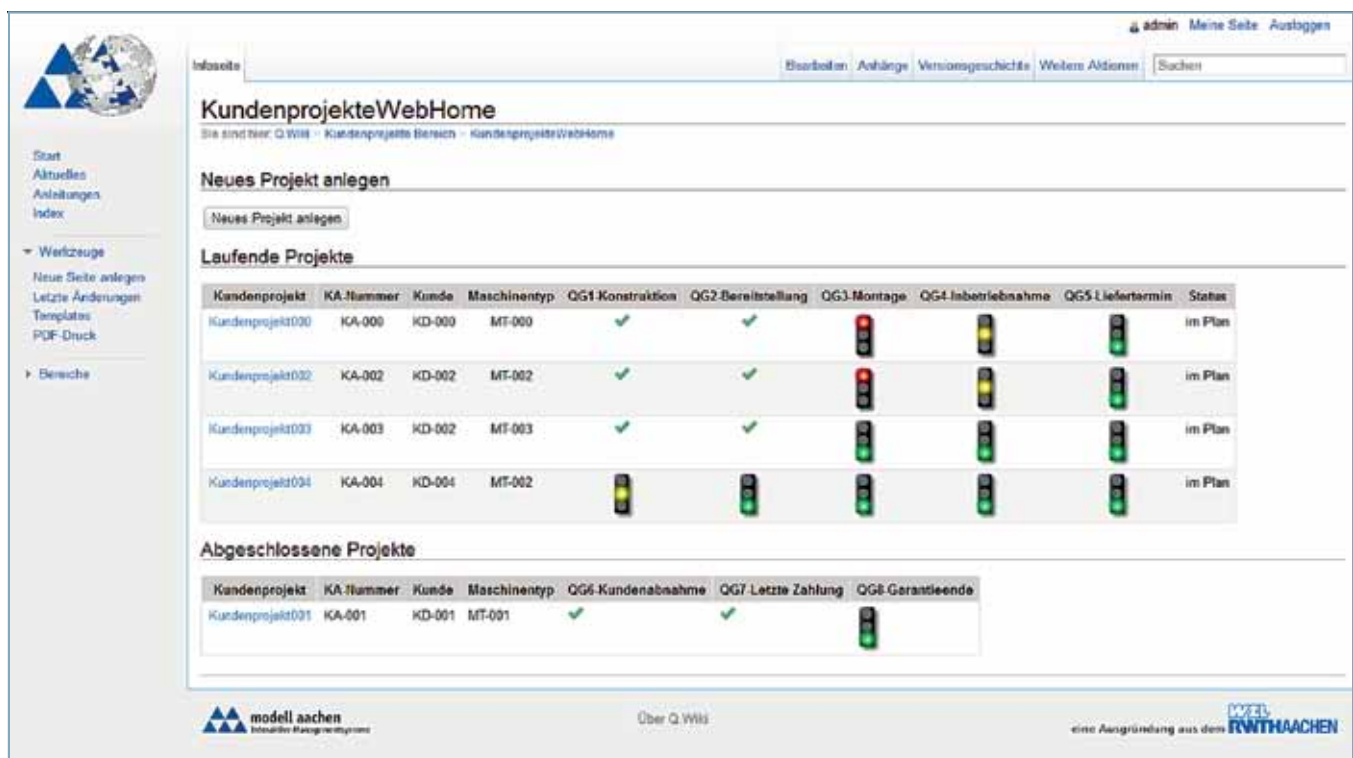 admin Meine Seite Ausloggen
Infoseite Bearbeiten Anhänge Versionsgeschichte Weitere Aktionen Suchen
KundenprojekteWebHome
Sie sind hier: Q.Wiki Kundenprojekte Bereich KundenprojekteWebHome
Start
Aktuelles
Anleitungen
Index
Werkzeuge
Neue Seite anlegen
Letzte Änderungen
Templates
PDF-Druck
Bereiche
Neues Projekt anlegen
Neues Projekt anlegen
Laufende Projekte
Kundenprojekt KA-Nummer Kunde Maschinentyp QG1-Konstruktion QG2-Bereitstellung QG3-Montage QG4-Inbetriebnahme QG5-Liefertermin Status
Kundenprojekt000 KA-000 KD-000 MT-000 im Plan
Kundenprojekt002 KA-002 KD-002 MT-002 im Plan
Kundenprojekt003 KA-003 KD-002 MT-003 im Plan
Kundenprojekt004 KA-004 KD-004 MT-002 im Plan
Abgeschlossene Projekte
Kundenprojekt KA-Nummer Kunde Maschinentyp QG6-Kundenabnahme QG7-Letzte Zahlung QG8-Garantieende
Kundenprojekt001 KA-001 KD-001 MT-001
modell aachen
Interaktive Managementsysteme
Über Q.Wiki
eine Ausgründung aus dem WZL RWTHAACHEN